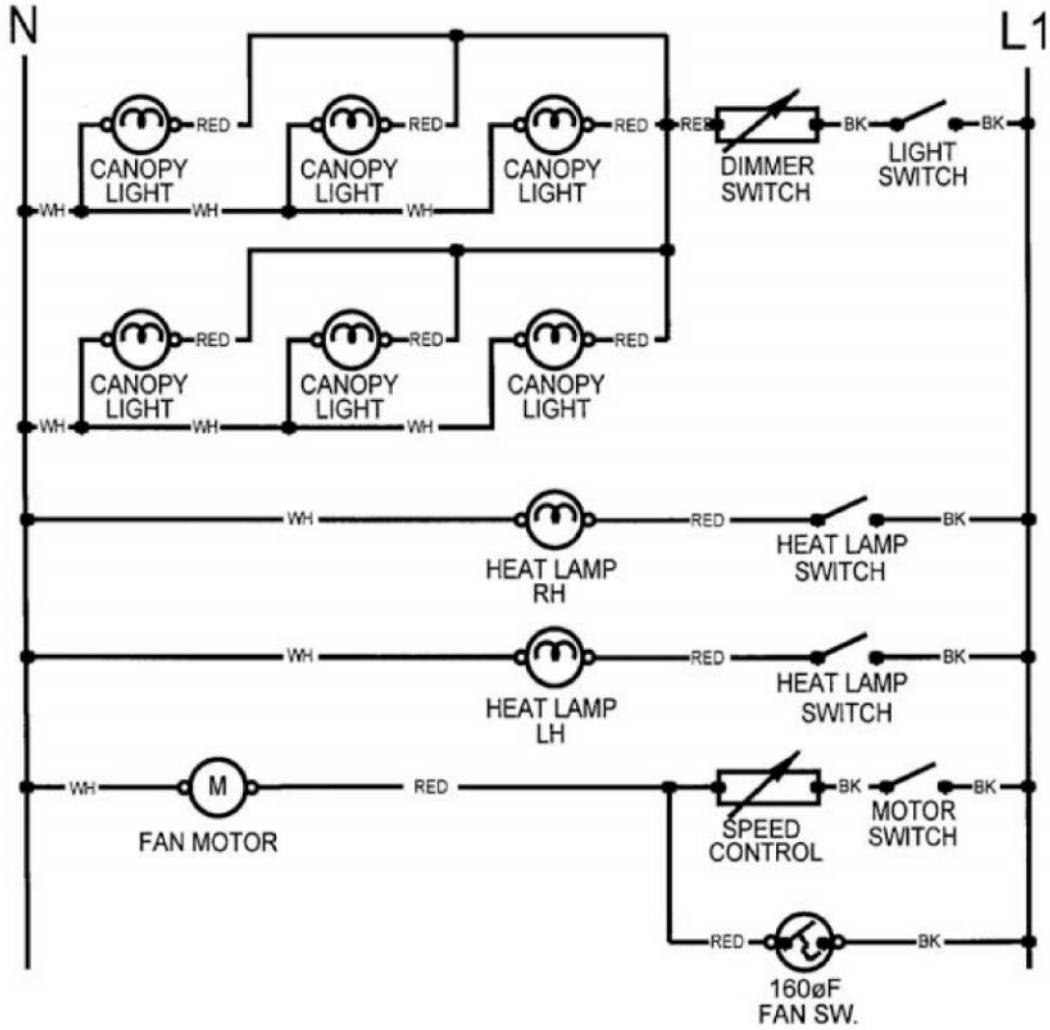 N
L1
RED
RED
RED
RED
BK
BK
CANOPY
LIGHT
CANOPY
LIGHT
CANOPY
LIGHT
DIMMER
SWITCH
LIGHT
SWITCH
WH
WH
WH
RED
RED
RED
CANOPY
LIGHT
CANOPY
LIGHT
CANOPY
LIGHT
WH
WH
WH
WH
RED
BK
HEAT LAMP
RH
HEAT LAMP
SWITCH
WH
RED
BK
HEAT LAMP
LH
HEAT LAMP
SWITCH
WH
M
RED
BK
BK
FAN MOTOR
SPEED
CONTROL
MOTOR
SWITCH
RED
BK
160øF
FAN SW.